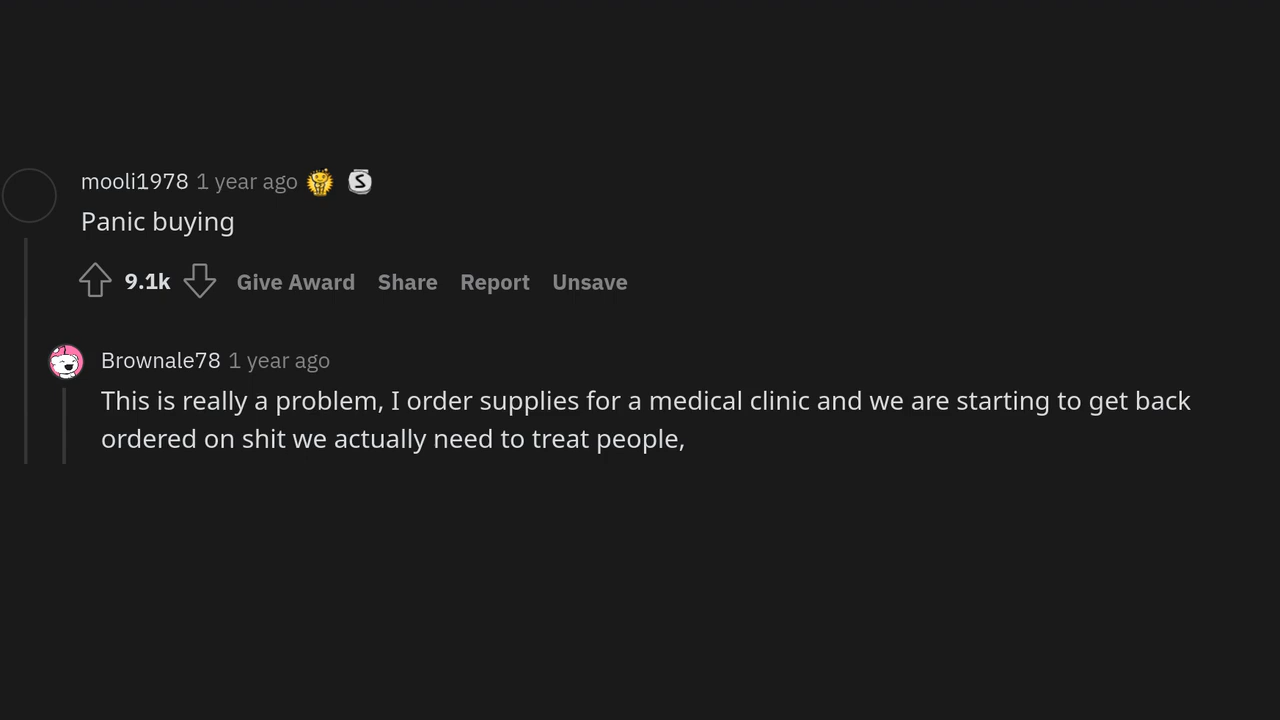 mooli1978 1 year ago
Panic buying
9.1k Give Award Share Report Unsave
Brownale78 1 year ago
This is really a problem, I order supplies for a medical clinic and we are starting to get back
ordered on shit we actually need to treat people,